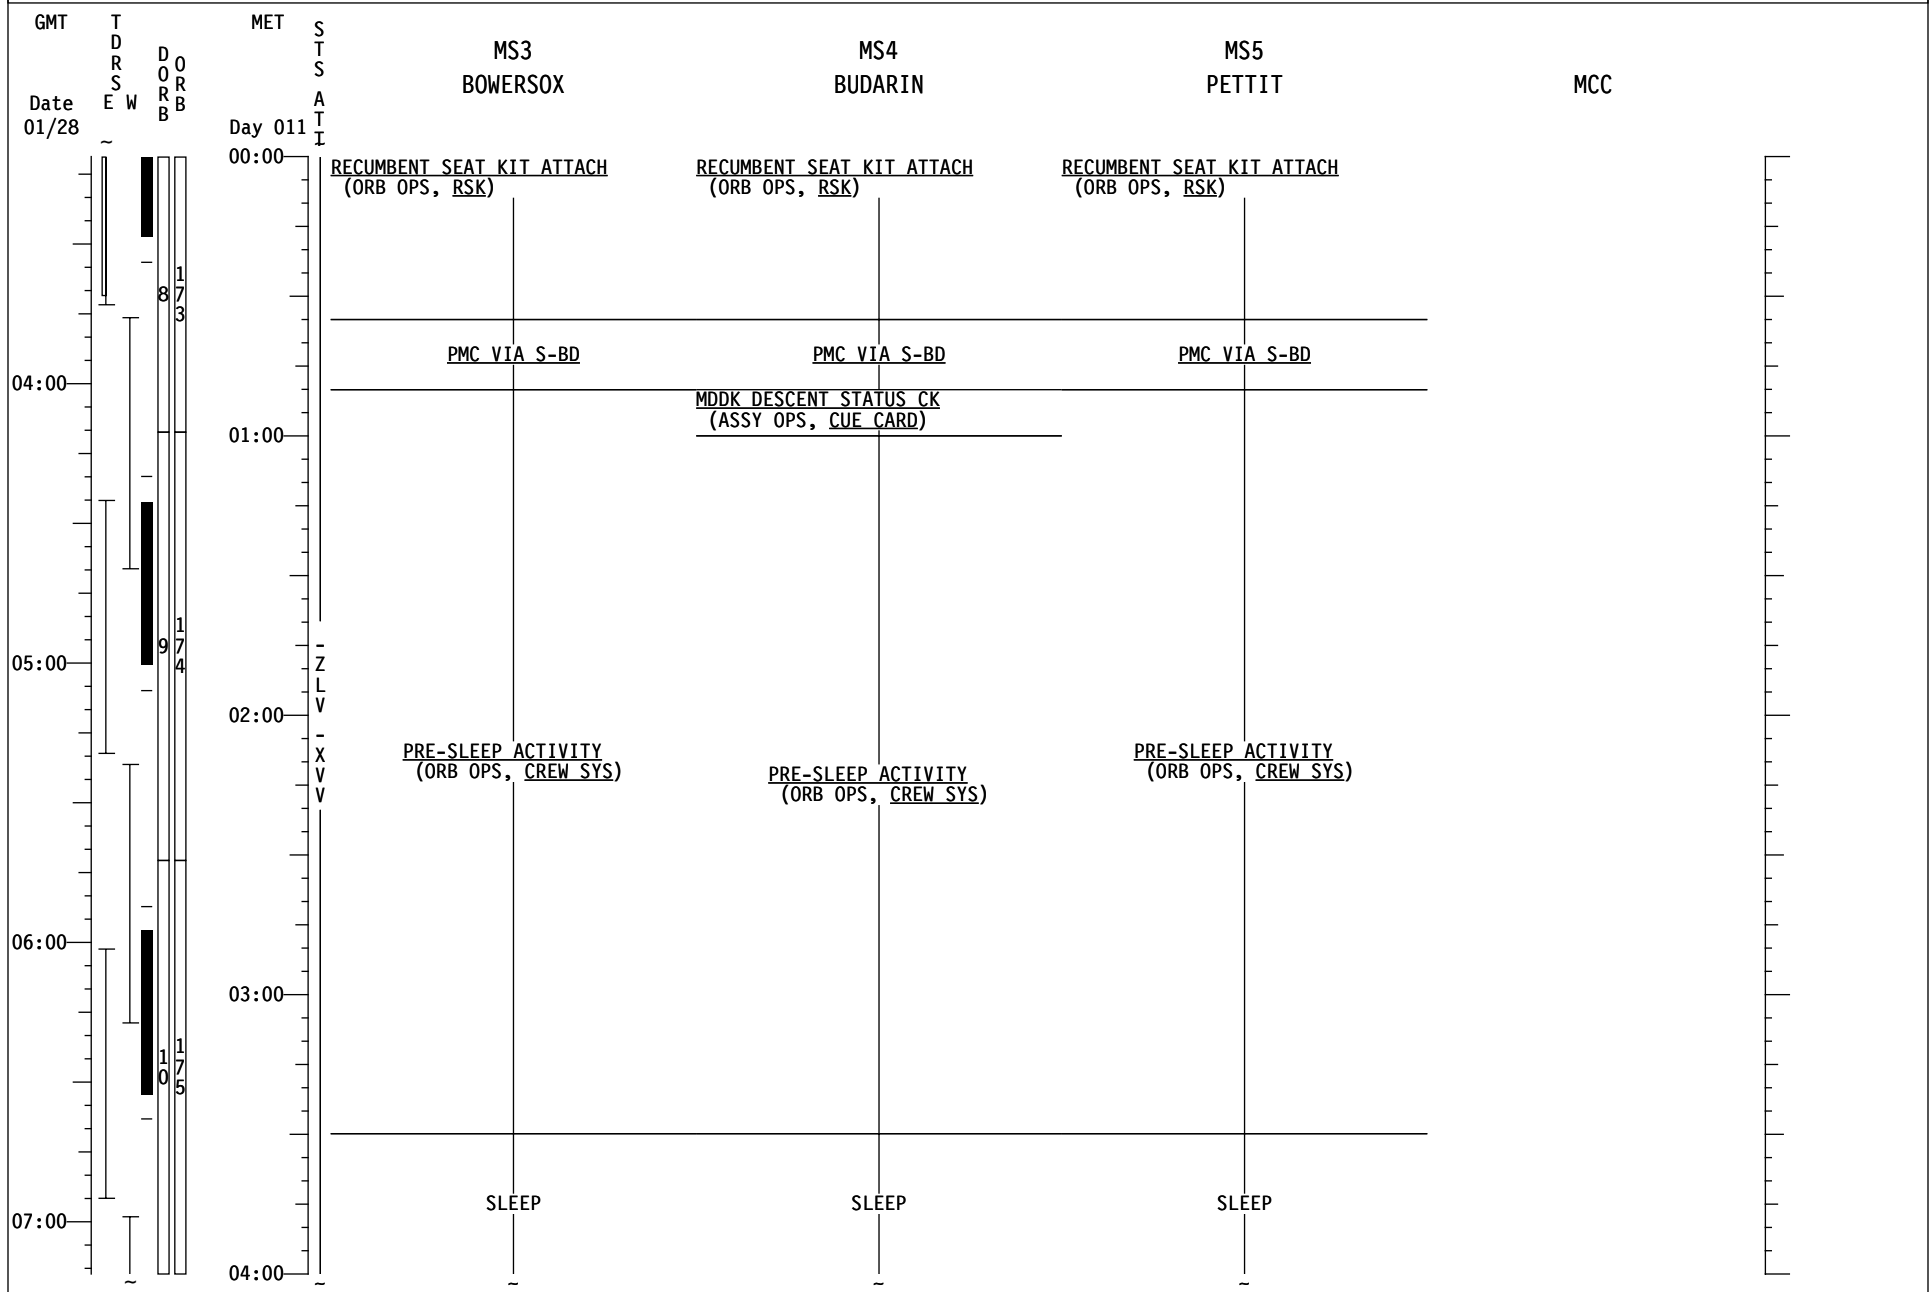 GMT
TDRS
E W
DORB
ORB
MET
STS ATT
MS3
MS4
MS5
BOWERSOX
BUDARIN
PETTIT
MCC
Date
01/28
Day 011
~
~
00:00
RECUMBENT SEAT KIT ATTACH
(ORB OPS, RSK)
RECUMBENT SEAT KIT ATTACH
(ORB OPS, RSK)
RECUMBENT SEAT KIT ATTACH
(ORB OPS, RSK)
8
173
PMC VIA S-BD
PMC VIA S-BD
PMC VIA S-BD
04:00
MDDK DESCENT STATUS CK
(ASSY OPS, CUE CARD)
01:00
9
174
05:00
-ZLV -XVV
02:00
PRE-SLEEP ACTIVITY
(ORB OPS, CREW SYS)
PRE-SLEEP ACTIVITY
(ORB OPS, CREW SYS)
PRE-SLEEP ACTIVITY
(ORB OPS, CREW SYS)
06:00
03:00
10
175
SLEEP
SLEEP
SLEEP
07:00
04:00
~ ~ ~ ~ ~